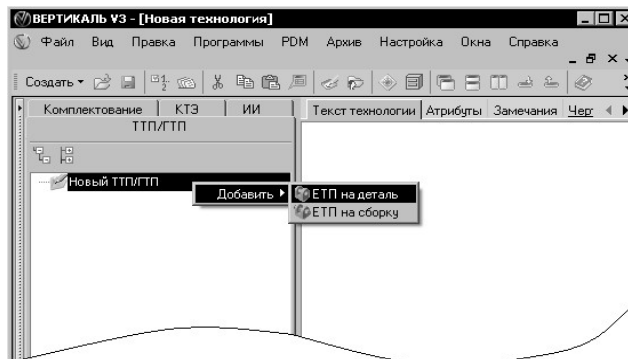 ВЕРТИКАЛЬ V3 - [Новая технология]
Файл Вид Правка Программы PDM Архив Настройка Окна Справка
Создать
Комплектование КТЭ ИИ Текст технологии Атрибуты Замечания Черт
ТТП/ГТП
Новый ТТП/ГТП
Добавить ЕТП на деталь
ЕТП на сборку